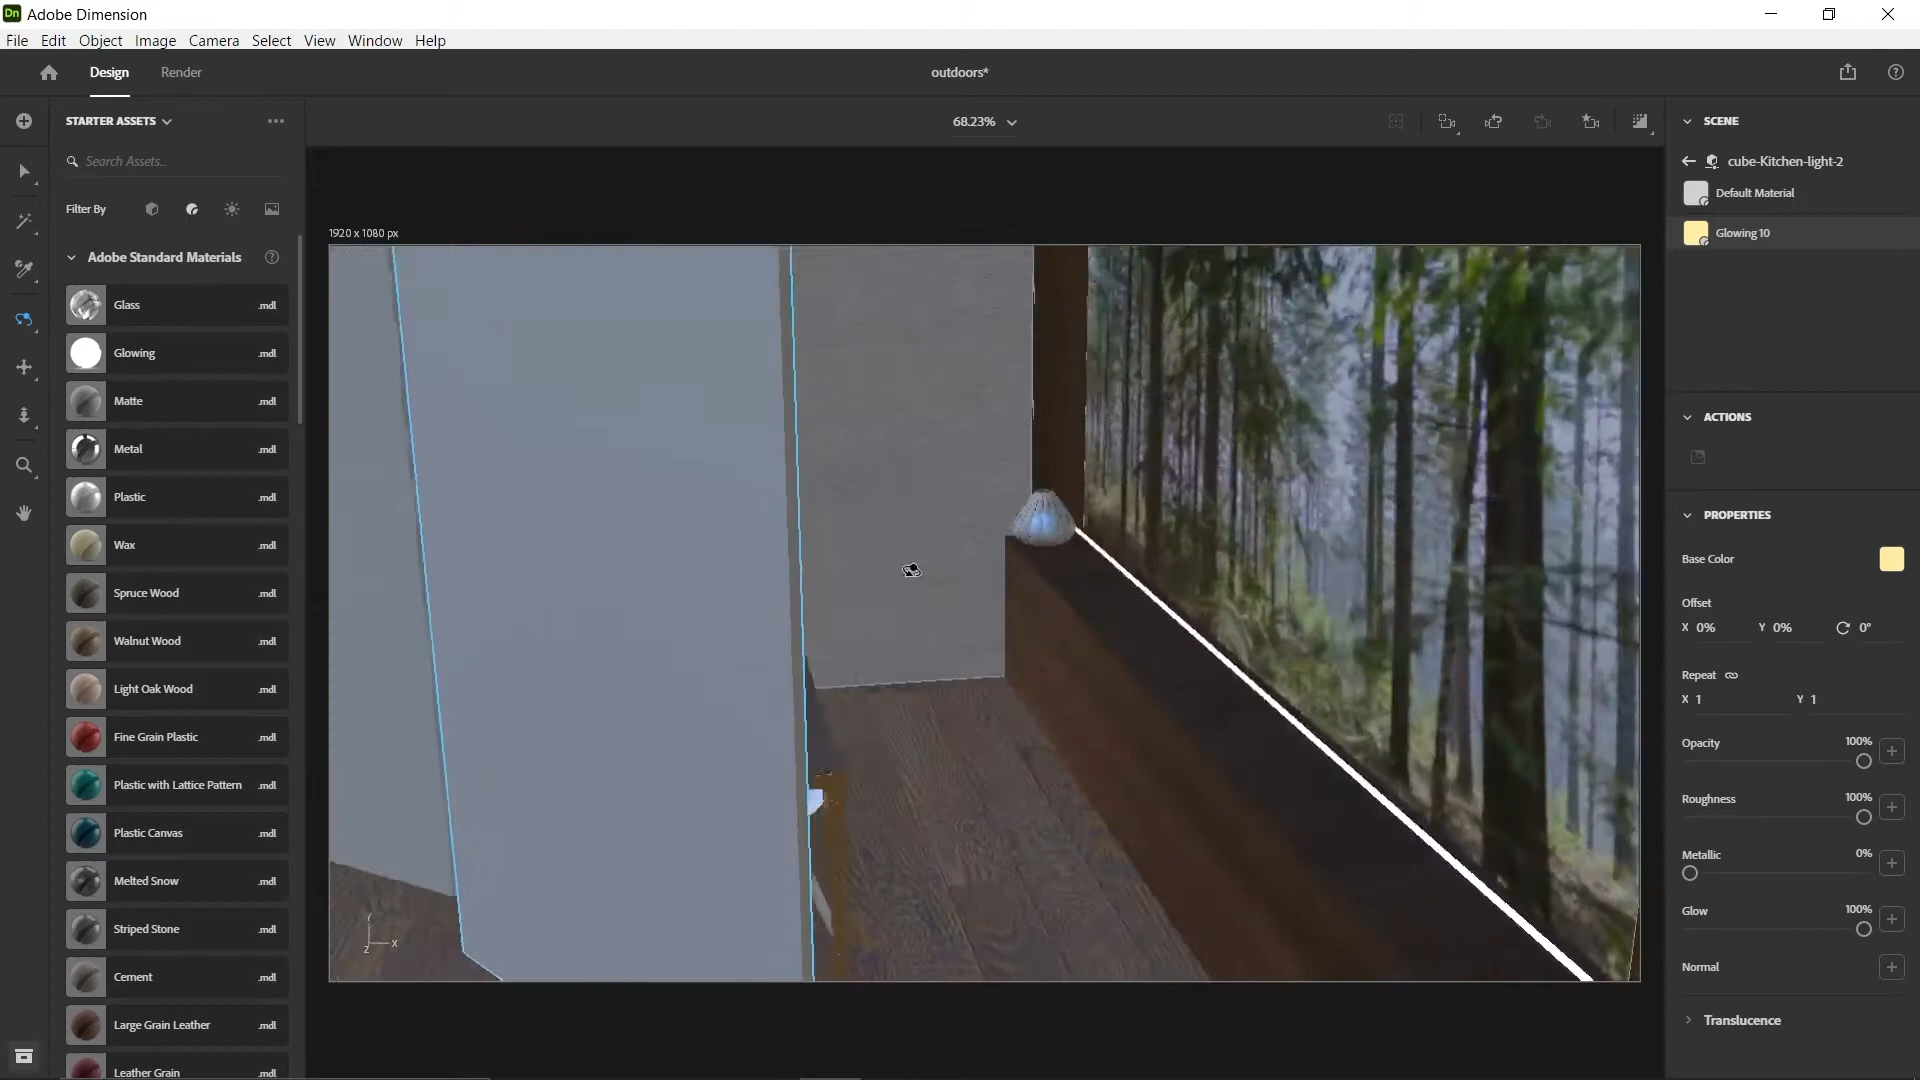 Dn Adobe Dimension
File Edit Object Image Camera Select View Window Help
Design Render outdoors*
STARTER ASSETS
68.23%
SCENE
Search Assets...
cube-Kitchen-light-2
Default Material
Filter By
1920 x 1080 px
Glowing 10
Adobe Standard Materials
Glass .mdl
Glowing .mdl
Matte .mdl
Metal .mdl
Plastic .mdl
Wax .mdl
Spruce Wood .mdl
Walnut Wood .mdl
Light Oak Wood .mdl
Fine Grain Plastic .mdl
Plastic with Lattice Pattern .mdl
Plastic Canvas .mdl
Melted Snow .mdl
Striped Stone .mdl
Cement .mdl
Large Grain Leather .mdl
Leather Grain .mdl
Y
Z X
ACTIONS
PROPERTIES
Base Color
Offset
X 0% Y 0% 0°
Repeat
X 1 Y 1
Opacity 100%
Roughness 100%
Metallic 0%
Glow 100%
Normal
Translucence